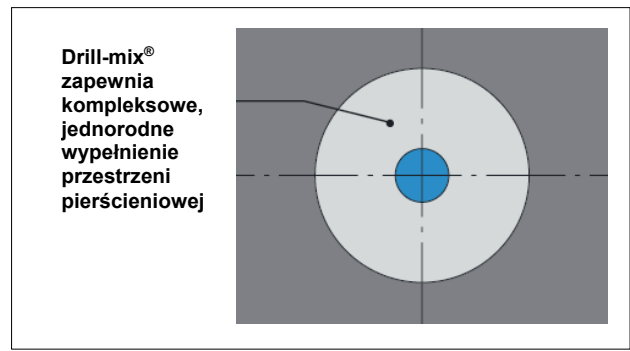 Drill-mix®
zapewnia
kompleksowe,
jednorodne
wypełnienie
przestrzeni
pierścieniowej